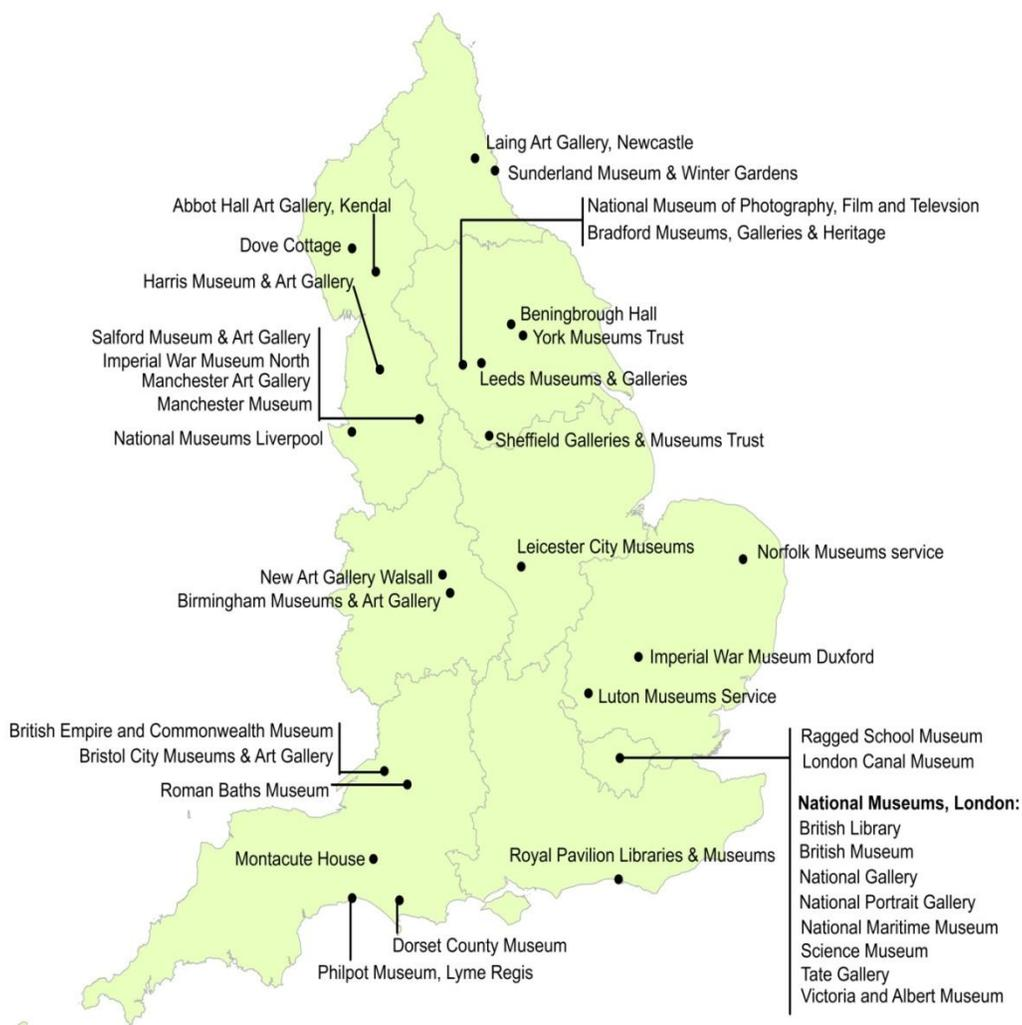 Laing Art Gallery, Newcastle
Sunderland Museum & Winter Gardens
Abbot Hall Art Gallery, Kendal
National Museum of Photography, Film and Televsion
Bradford Museums, Galleries & Heritage
Dove Cottage
Harris Museum & Art Gallery
Beningbrough Hall
York Museums Trust
Salford Museum & Art Gallery
Imperial War Museum North
Manchester Art Gallery
Manchester Museum
Leeds Museums & Galleries
National Museums Liverpool
Sheffield Galleries & Museums Trust
Leicester City Museums
Norfolk Museums service
New Art Gallery Walsall
Birmingham Museums & Art Gallery
Imperial War Museum Duxford
Luton Museums Service
British Empire and Commonwealth Museum
Bristol City Museums & Art Gallery
Roman Baths Museum
Ragged School Museum
London Canal Museum
National Museums, London:
British Library
British Museum
National Gallery
National Portrait Gallery
National Maritime Museum
Science Museum
Tate Gallery
Victoria and Albert Museum
Montacute House
Royal Pavilion Libraries & Museums
Dorset County Museum
Philpot Museum, Lyme Regis